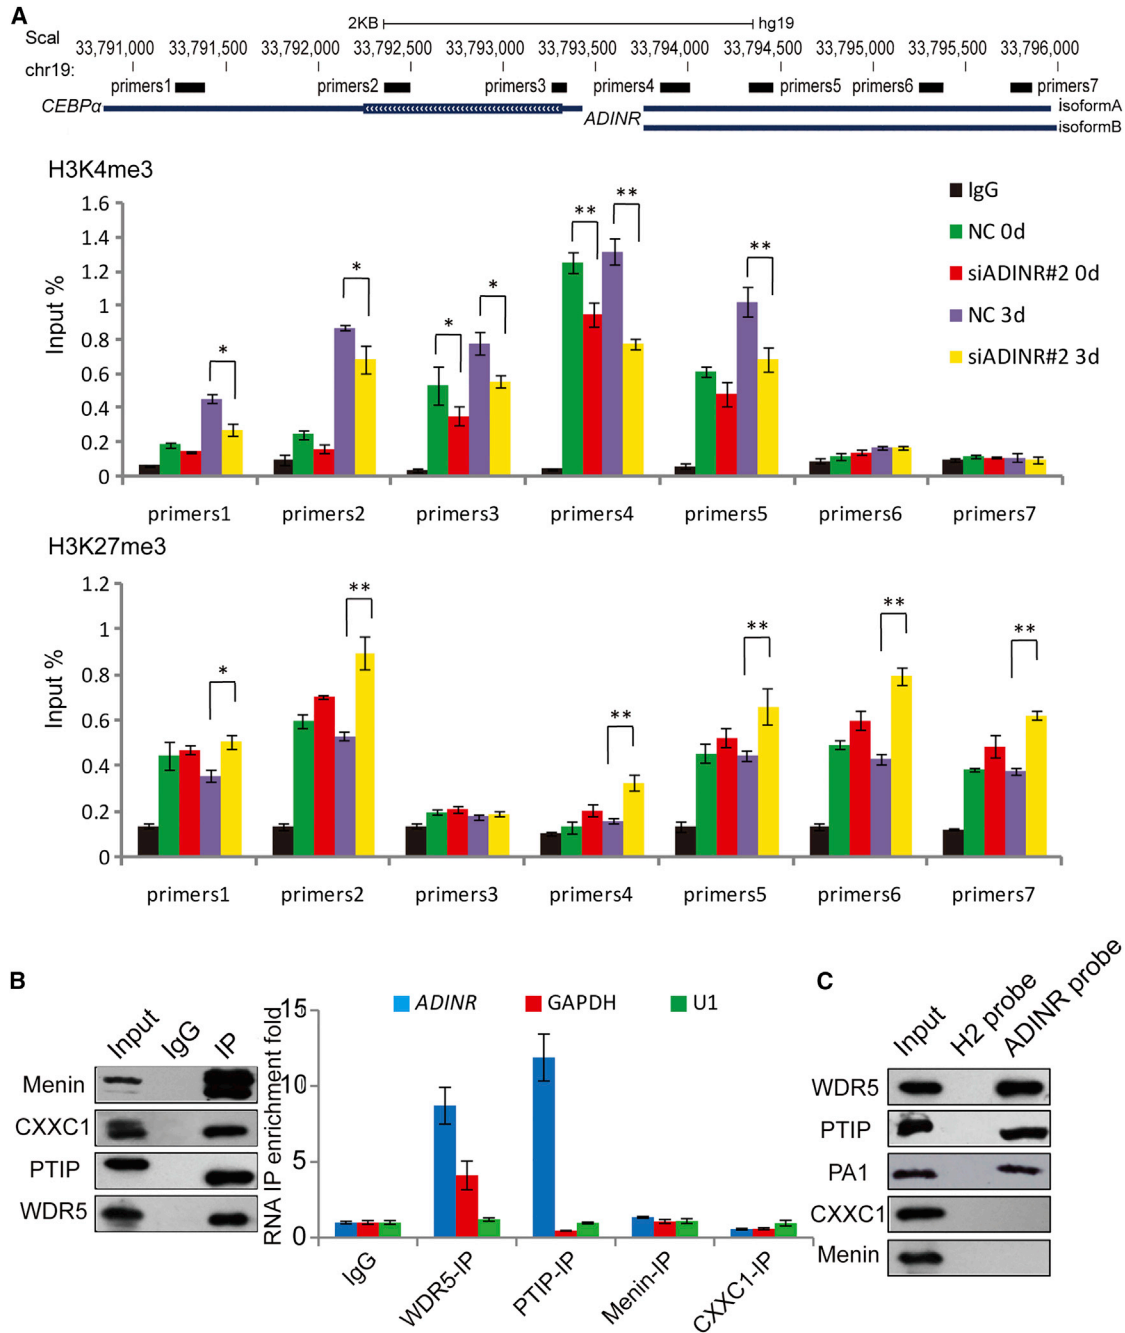 A
2KB hg19
Scal
33,791,000 33,791,500 33,792,000 33,792,500 33,793,000 33,793,500 33,794,000 33,794,500 33,795,000 33,795,500 33,796,000
chr19:
primers1 primers2 primers3 primers4 primers5 primers6 primers7
CEBPα ADINR isoformA
isoformB
H3K4me3
Input %
1.6
1.4
1.2
1
0.8
0.6
0.4
0.2
0
* * * * ** ** **
IgG
NC 0d
siADINR#2 0d
NC 3d
siADINR#2 3d
primers1 primers2 primers3 primers4 primers5 primers6 primers7
H3K27me3
Input %
1.2
1
0.8
0.6
0.4
0.2
0
* ** ** ** ** **
primers1 primers2 primers3 primers4 primers5 primers6 primers7
B
Input IgG IP
Menin
CXXC1
PTIP
WDR5
RNA IP enrichment fold
15
10
5
0
ADINR GAPDH U1
IgG WDR5-IP PTIP-IP Menin-IP CXXC1-IP
C
Input H2 probe ADINR probe
WDR5
PTIP
PA1
CXXC1
Menin